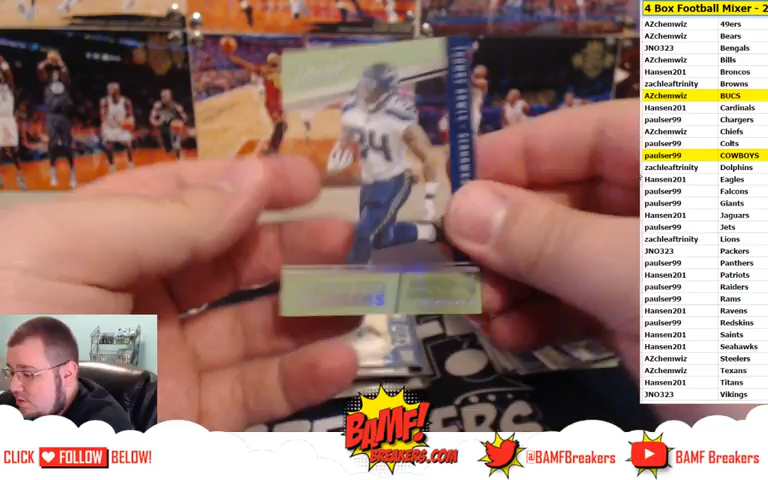 4 Box Football Mixer - 2
AZchemwiz 49ers
AZchemwiz Bears
JNO323 Bengals
AZchemwiz Bills
Hansen201 Broncos
zachleaftrinity Browns
AZchemwiz BUCS
Hansen201 Cardinals
paulser99 Chargers
AZchemwiz Chiefs
paulser99 Colts
paulser99 COWBOYS
zachleaftrinity Dolphins
Hansen201 Eagles
paulser99 Falcons
paulser99 Giants
Hansen201 Jaguars
paulser99 Jets
zachleaftrinity Lions
JNO323 Packers
paulser99 Panthers
Hansen201 Patriots
paulser99 Raiders
paulser99 Rams
Hansen201 Ravens
paulser99 Redskins
Hansen201 Saints
Hansen201 Seahawks
AZchemwiz Steelers
AZchemwiz Texans
Hansen201 Titans
JNO323 Vikings
34
BAMF!
BREAKERS.COM
CLICK FOLLOW BELOW!
@BAMFBreakers
BAMF Breakers